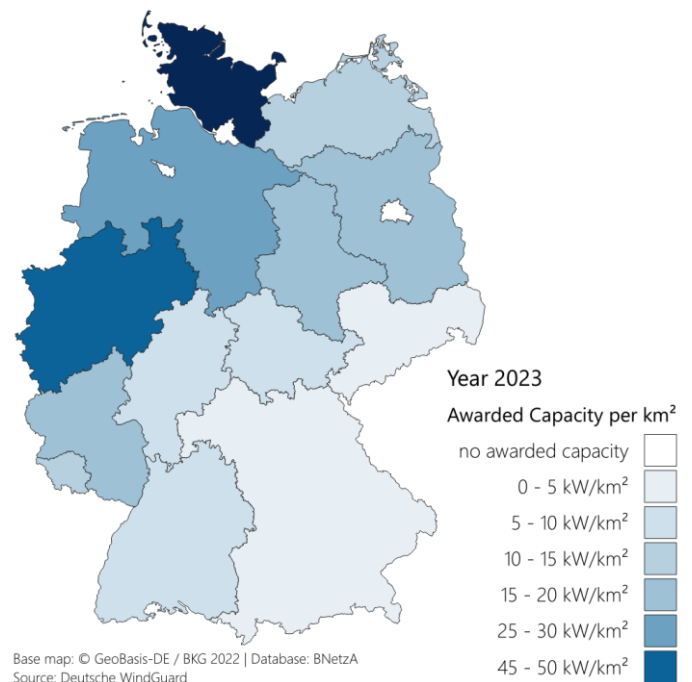 Year 2023
Awarded Capacity per km²
no awarded capacity
0 - 5 kW/km²
5 - 10 kW/km²
10 - 15 kW/km²
15 - 20 kW/km²
25 - 30 kW/km²
45 - 50 kW/km²
Base map: © GeoBasis-DE / BKG 2022 | Database: BNetzA
Source: Deutsche WindGuard